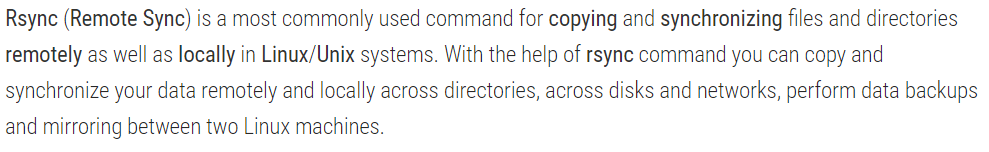 Rsync (Remote Sync) is a most commonly used command for copying and synchronizing files and directories
remotely as well as locally in Linux/Unix systems. With the help of rsync command you can copy and
synchronize your data remotely and locally across directories, across disks and networks, perform data backups
and mirroring between two Linux machines.